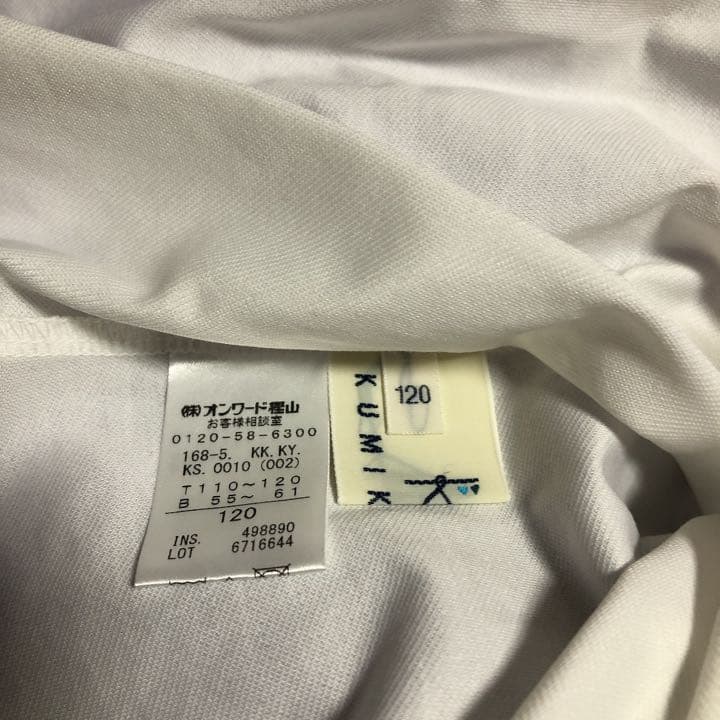 (株)オンワード樫山
お客様相談室
0120-58-6300
168-5. KK.KY.
KS. 0010 (002)
T 110～120
B 55～ 61
120
INS. 498890
LOT 6716644
120
KUMIK